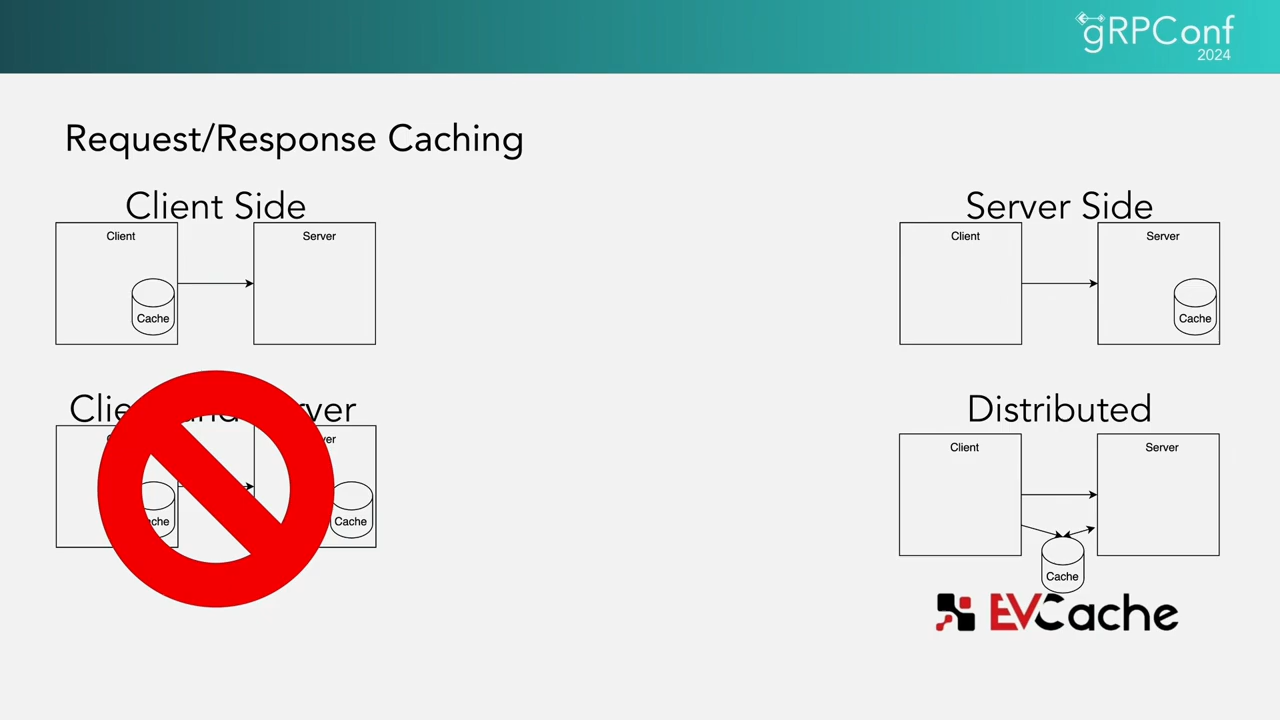 gRPConf
2024
Request/Response Caching
Client Side
Client
Server
Cache
Server Side
Client
Server
Cache
Cache
Distributed
Client
Server
Cache
EVCache